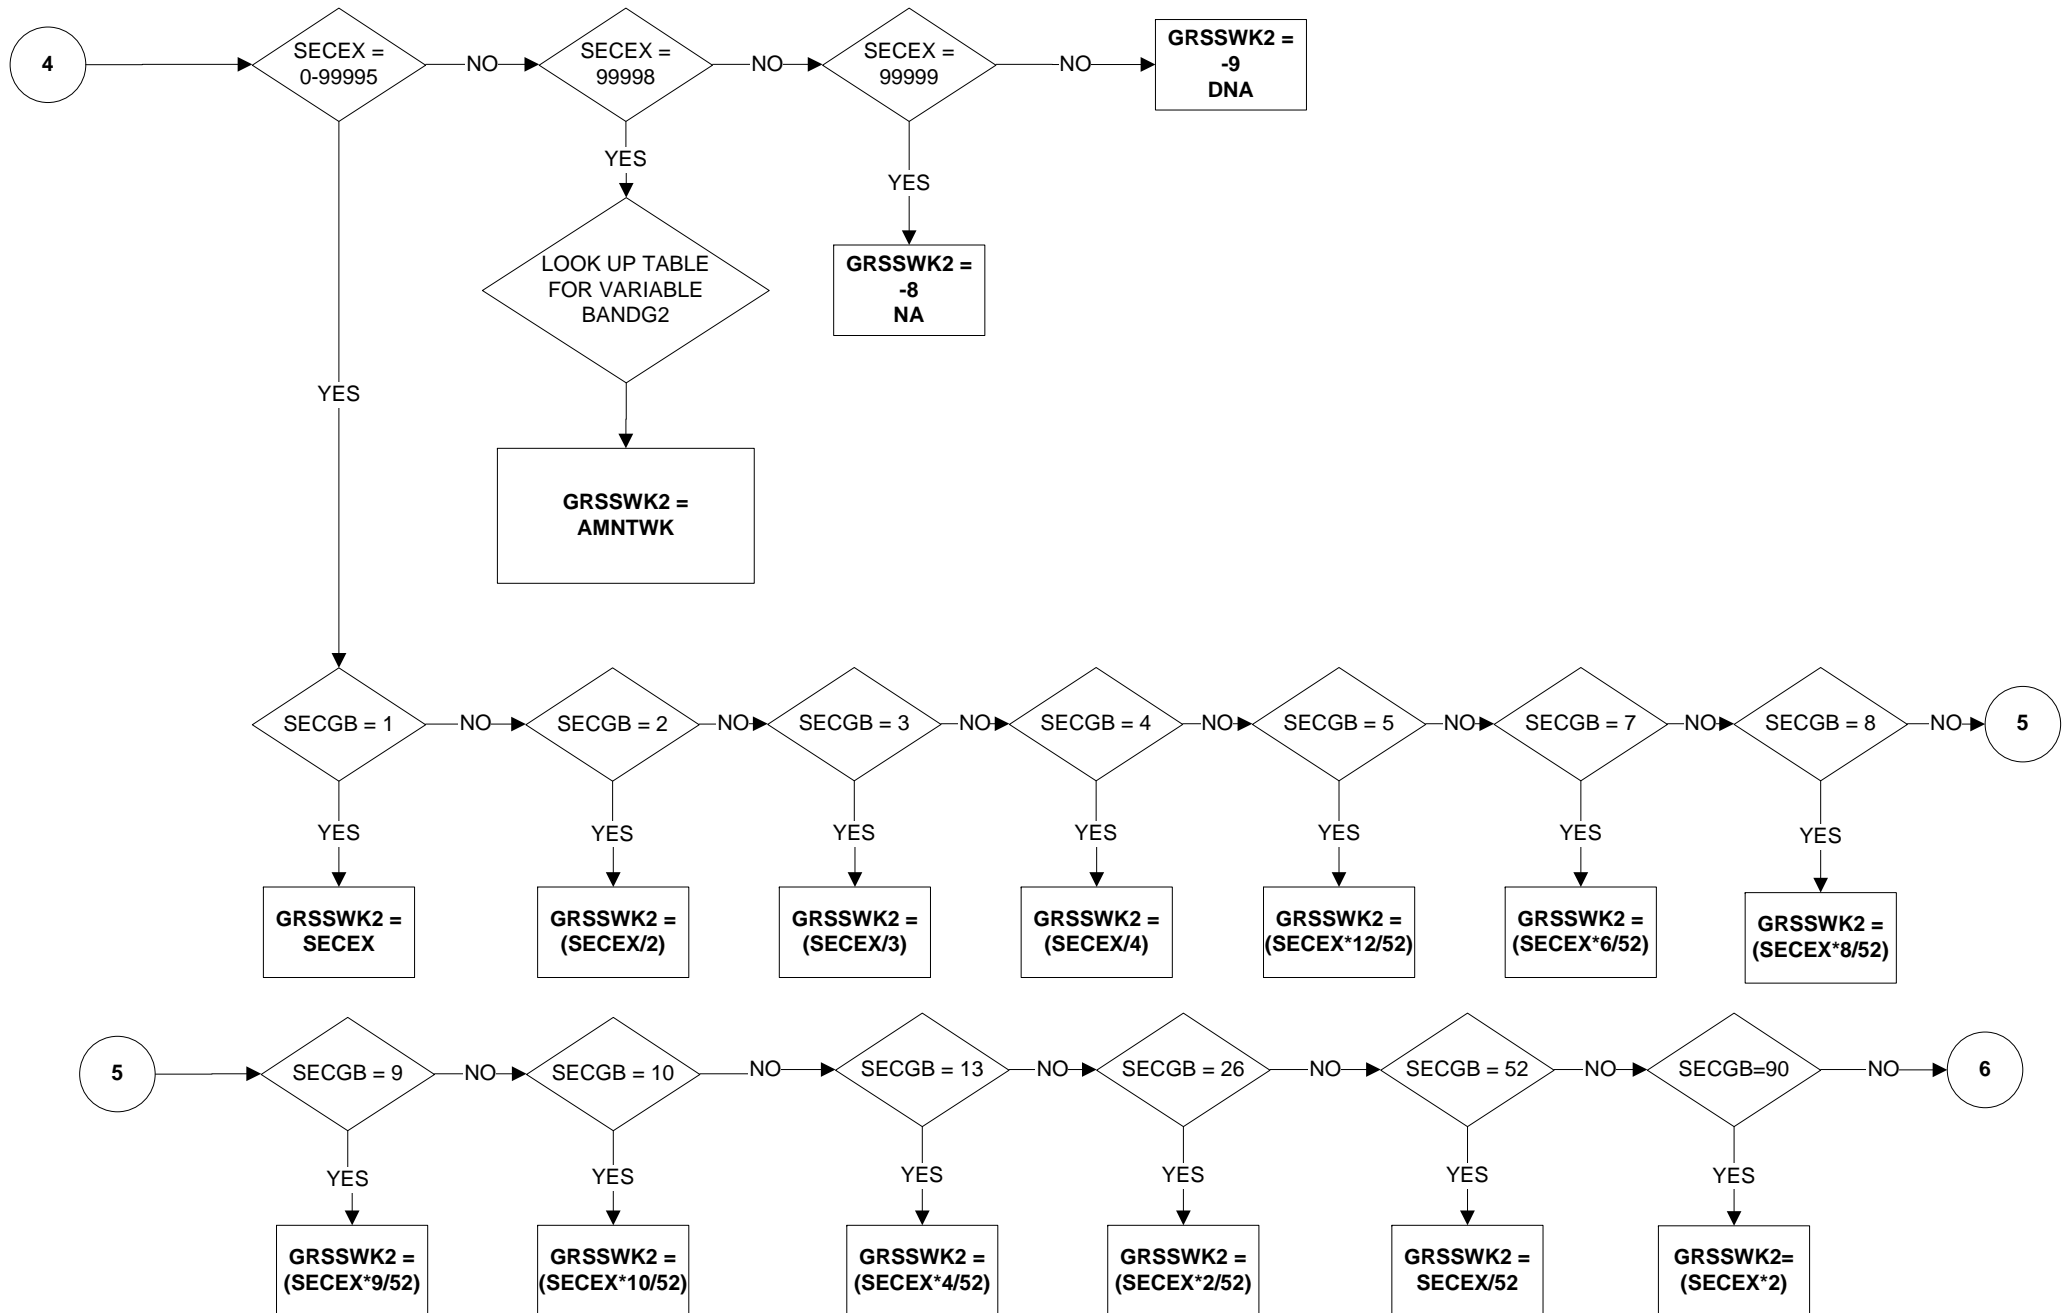 4
SECEX =
0-99995
NO
SECEX =
99998
NO
SECEX =
99999
NO
GRSSWK2 =
-9
DNA
YES
YES
YES
LOOK UP TABLE
FOR VARIABLE
BANDG2
GRSSWK2 =
-8
NA
GRSSWK2 =
AMNTWK
SECGB = 1
NO
SECGB = 2
NO
SECGB = 3
NO
SECGB = 4
NO
SECGB = 5
NO
SECGB = 7
NO
SECGB = 8
NO
5
YES
YES
YES
YES
YES
YES
YES
GRSSWK2 =
SECEX
GRSSWK2 =
(SECEX/2)
GRSSWK2 =
(SECEX/3)
GRSSWK2 =
(SECEX/4)
GRSSWK2 =
(SECEX*12/52)
GRSSWK2 =
(SECEX*6/52)
GRSSWK2 =
(SECEX*8/52)
5
SECGB = 9
NO
SECGB = 10
NO
SECGB = 13
NO
SECGB = 26
NO
SECGB = 52
NO
SECGB=90
NO
6
YES
YES
YES
YES
YES
YES
GRSSWK2 =
(SECEX*9/52)
GRSSWK2 =
(SECEX*10/52)
GRSSWK2 =
(SECEX*4/52)
GRSSWK2 =
(SECEX*2/52)
GRSSWK2 =
SECEX/52
GRSSWK2=
(SECEX*2)